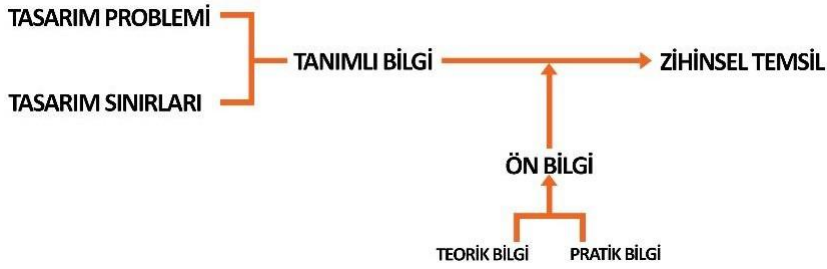 TASARIM PROBLEMİ
TANIMLI BİLGİ
ZİHİNSEL TEMSİL
TASARIM SINIRLARI
ÖN BİLGİ
TEORİK BİLGİ
PRATİK BİLGİ